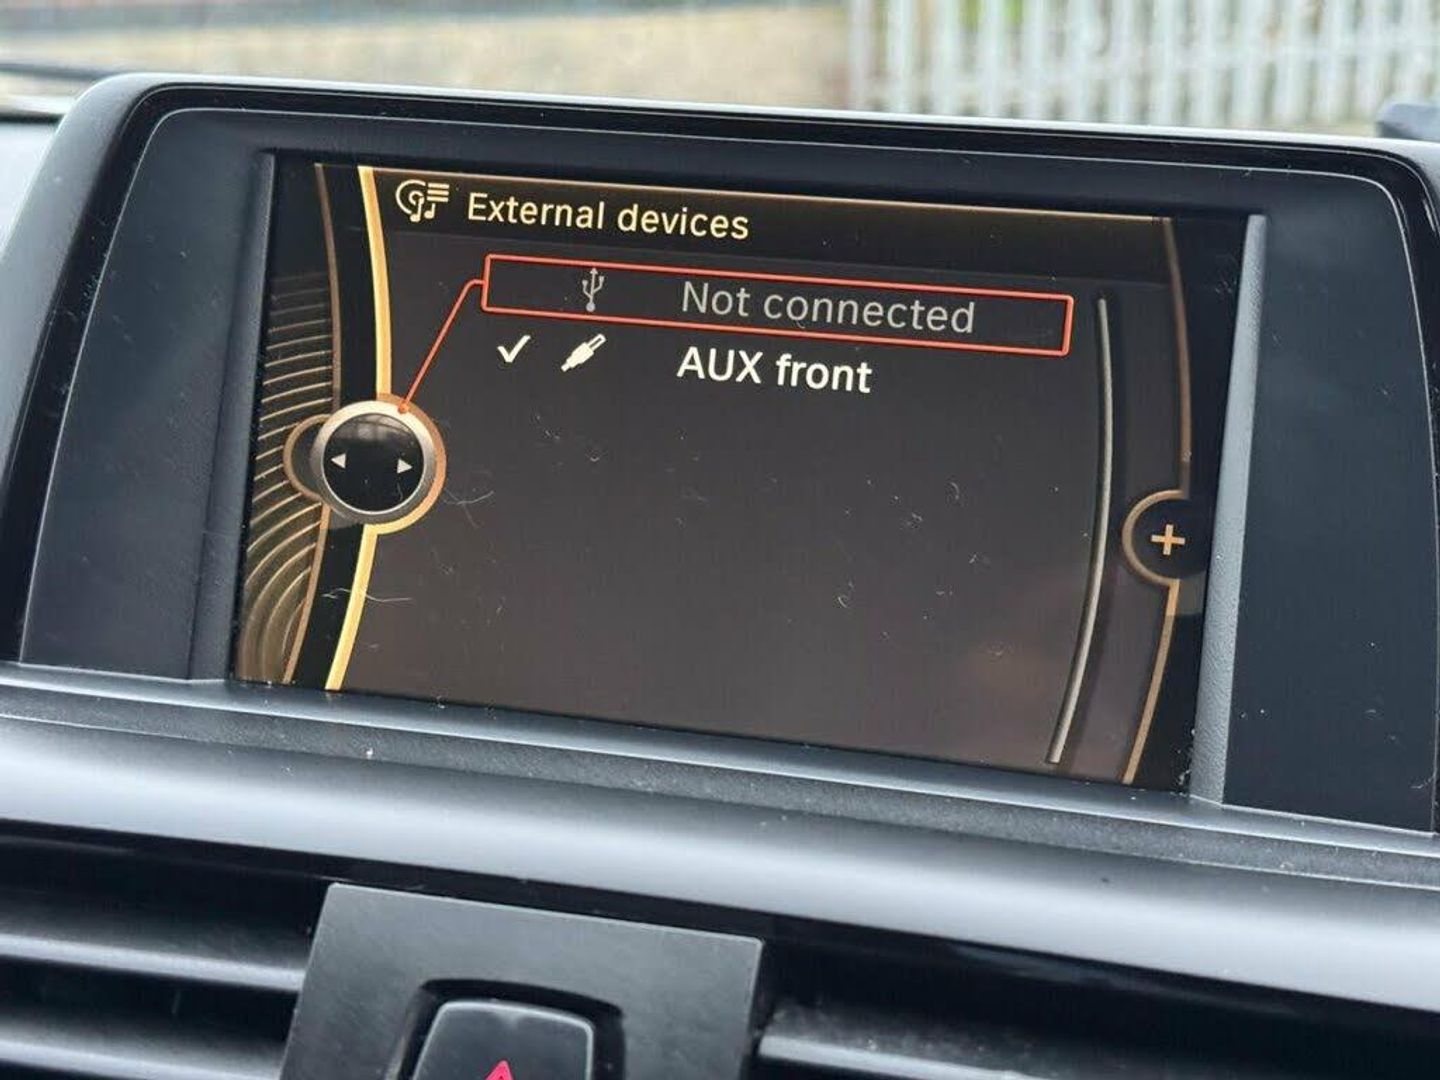 External devices
Not connected
AUX front